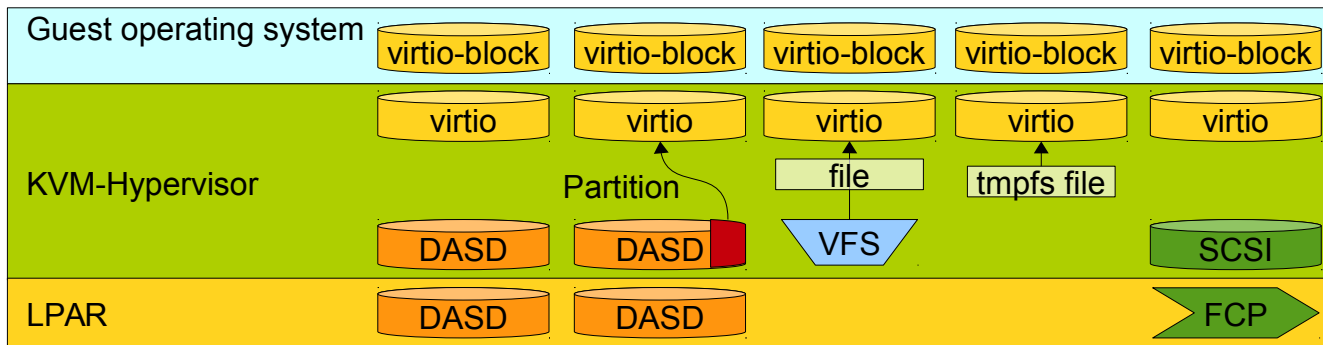 Guest operating system
virtio-block virtio-block virtio-block virtio-block virtio-block
virtio virtio virtio virtio virtio
KVM-Hypervisor
Partition
file
tmpfs file
DASD DASD VFS SCSI
LPAR
DASD DASD FCP